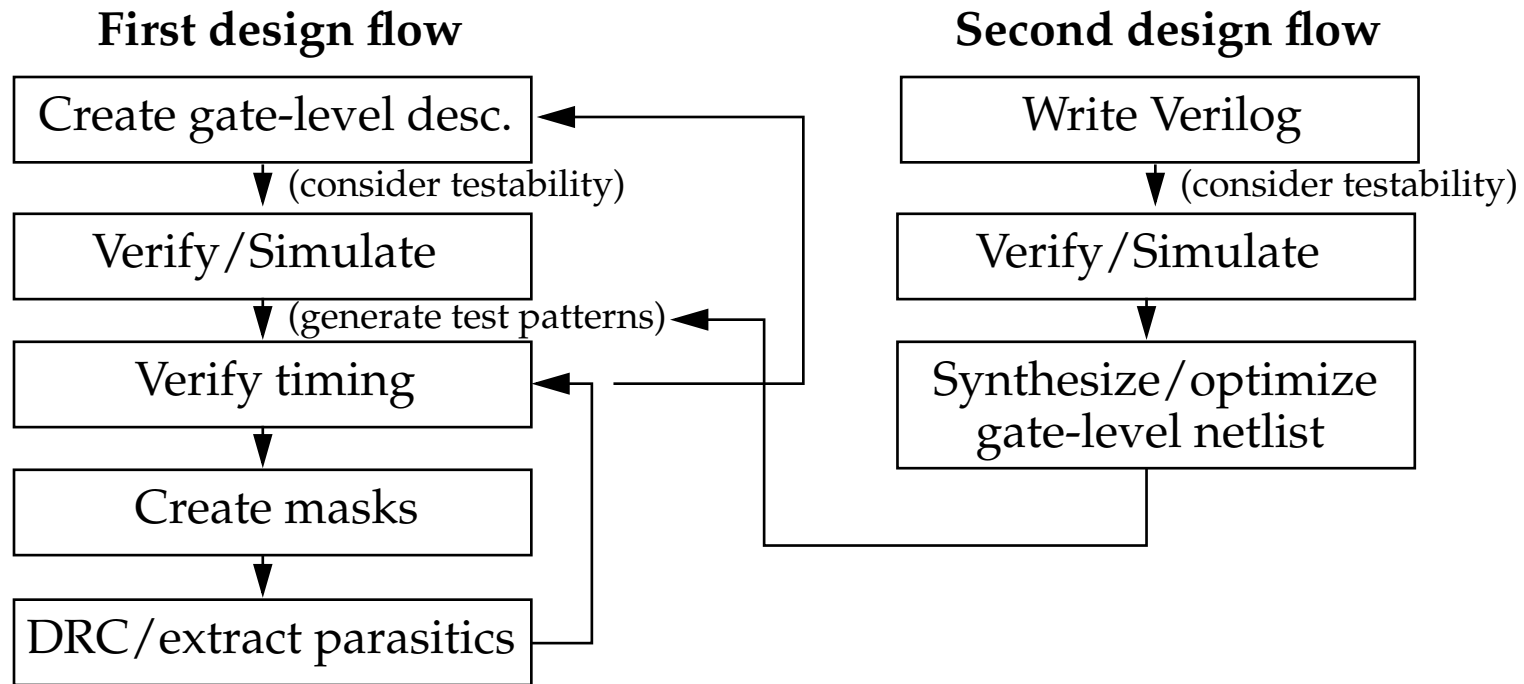 First design flow
Create gate-level desc.
(consider testability)
Verify/Simulate
(generate test patterns)
Verify timing
Create masks
DRC/extract parasitics
Second design flow
Write Verilog
(consider testability)
Verify/Simulate
Synthesize/optimize
gate-level netlist